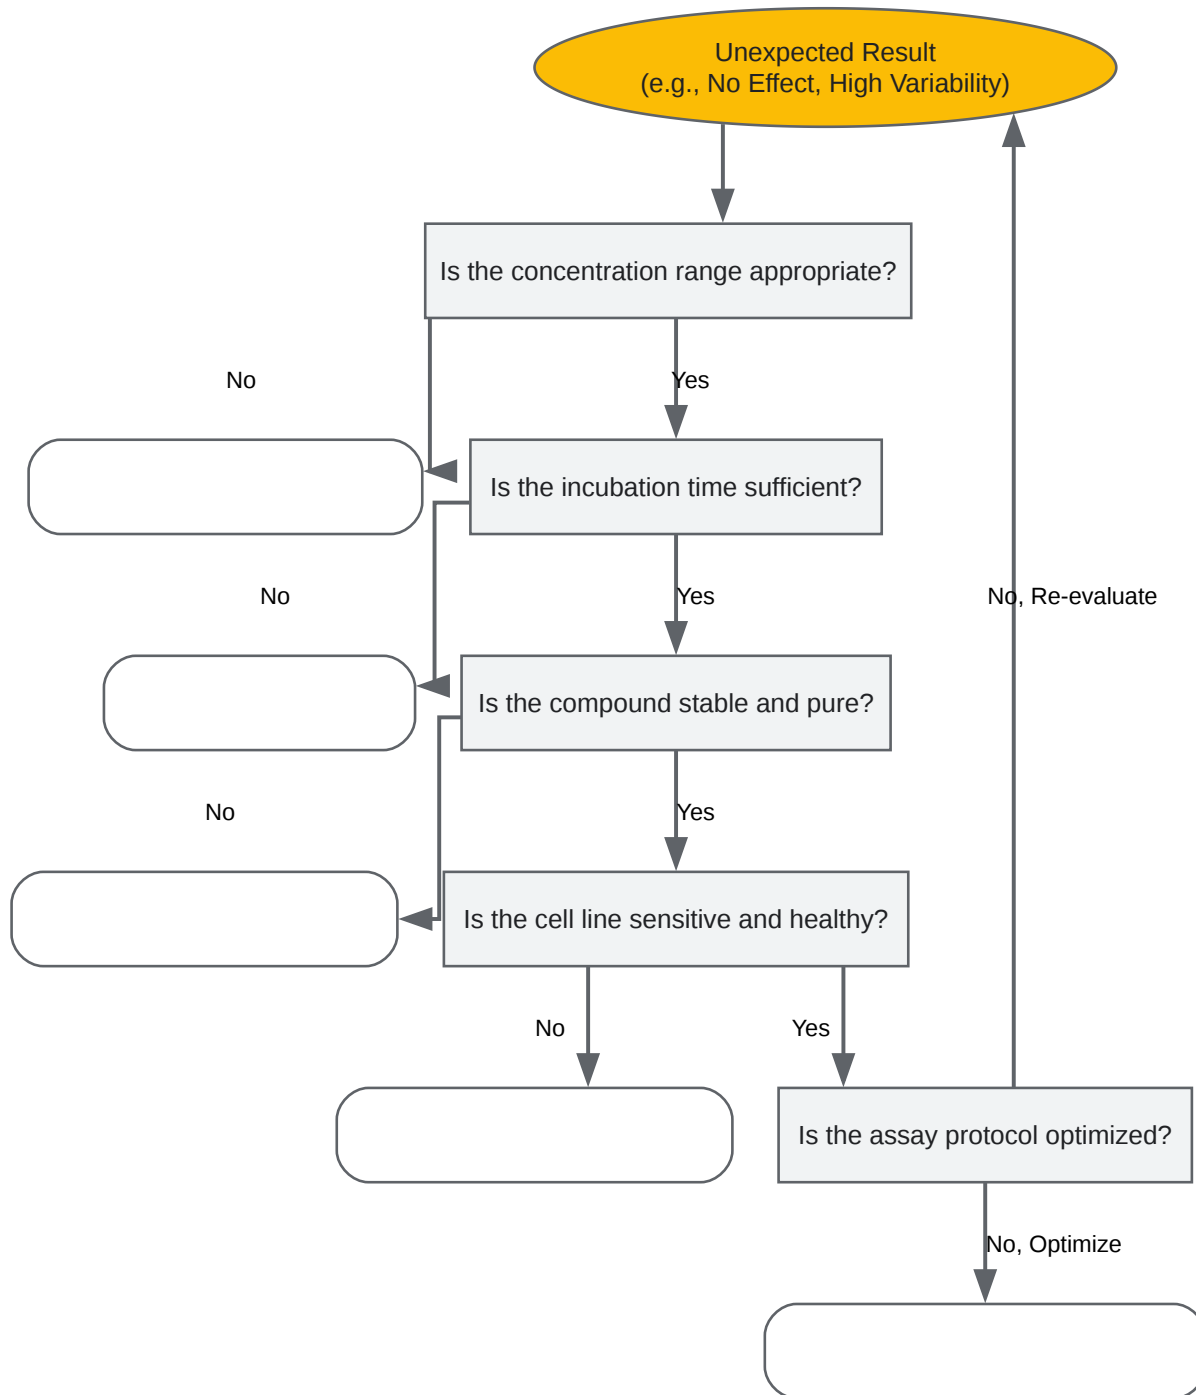 Unexpected Result
(e.g., No Effect, High Variability)
Is the concentration range appropriate?
No
Yes
Is the incubation time sufficient?
No
Yes
No, Re-evaluate
Is the compound stable and pure?
No
Yes
Is the cell line sensitive and healthy?
No
Yes
Is the assay protocol optimized?
No, Optimize